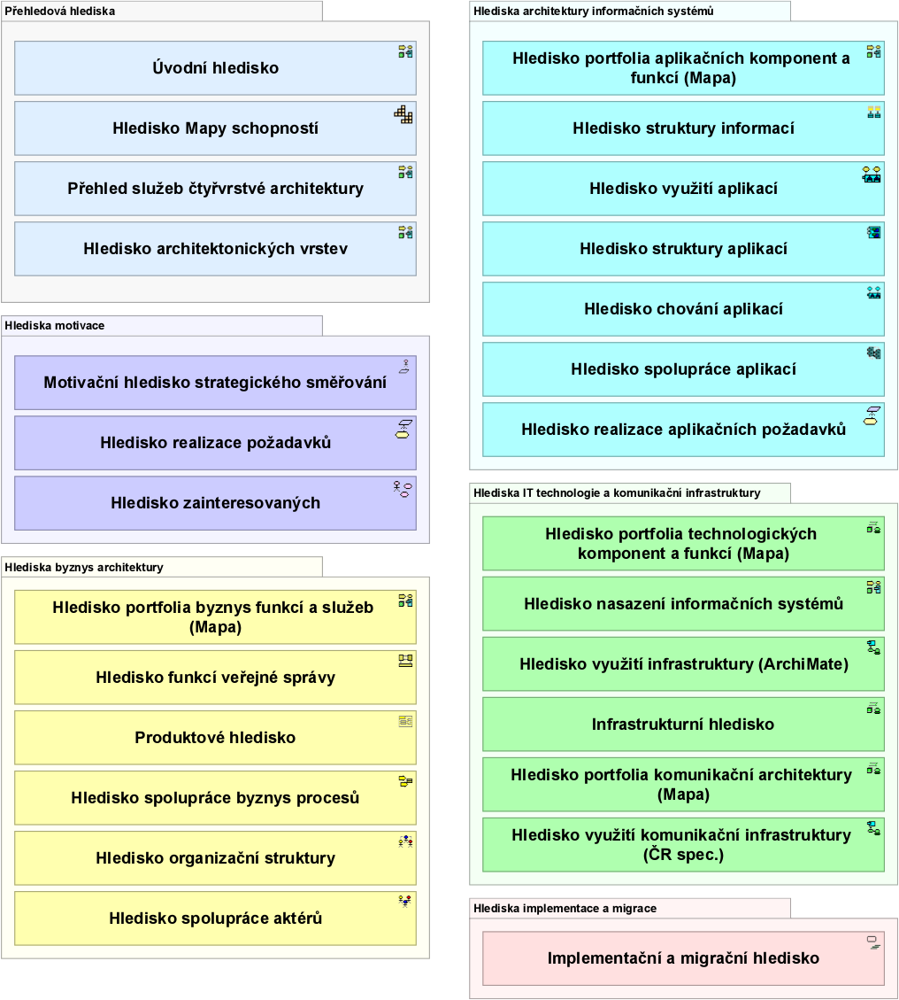 Přehledová hlediska
Úvodní hledisko
Hledisko Mapy schopností
Přehled služeb čtyřvrstvé architektury
Hledisko architektonických vrstev
Hlediska motivace
Motivační hledisko strategického směřování
Hledisko realizace požadavků
Hledisko zainteresovaných
Hlediska byznys architektury
Hledisko portfolia byznys funkcí a služeb
(Mapa)
Hledisko funkcí veřejné správy
Produktové hledisko
Hledisko spolupráce byznys procesů
Hledisko organizační struktury
Hledisko spolupráce aktérů
Hlediska architektury informačních systémů
Hledisko portfolia aplikačních komponent a
funkcí (Mapa)
Hledisko struktury informací
Hledisko využití aplikací
Hledisko struktury aplikací
Hledisko chování aplikací
Hledisko spolupráce aplikací
Hledisko realizace aplikačních požadavků
Hlediska IT technologie a komunikační infrastruktury
Hledisko portfolia technologických
komponent a funkcí (Mapa)
Hledisko nasazení informačních systémů
Hledisko využití infrastruktury (ArchiMate)
Infrastrukturní hledisko
Hledisko portfolia komunikační architektury
(Mapa)
Hledisko využití komunikační infrastruktury
(ČR spec.)
Hlediska implementace a migrace
Implementační a migrační hledisko